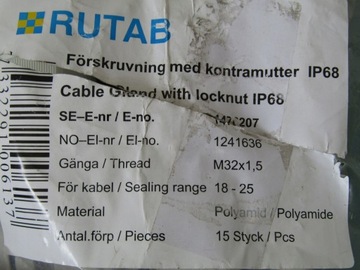 RUTAB
Förskruvning med kontramutter IP68
Cable Gland with locknut IP68
SE–E-nr / E-no.
NO–El-nr / El-no. 1241636
Gänga / Thread M32x1,5
För kabel / Sealing range 18 - 25
Material Polyamid / Polyamide
Antal.förp / Pieces 15 Styck / Pcs